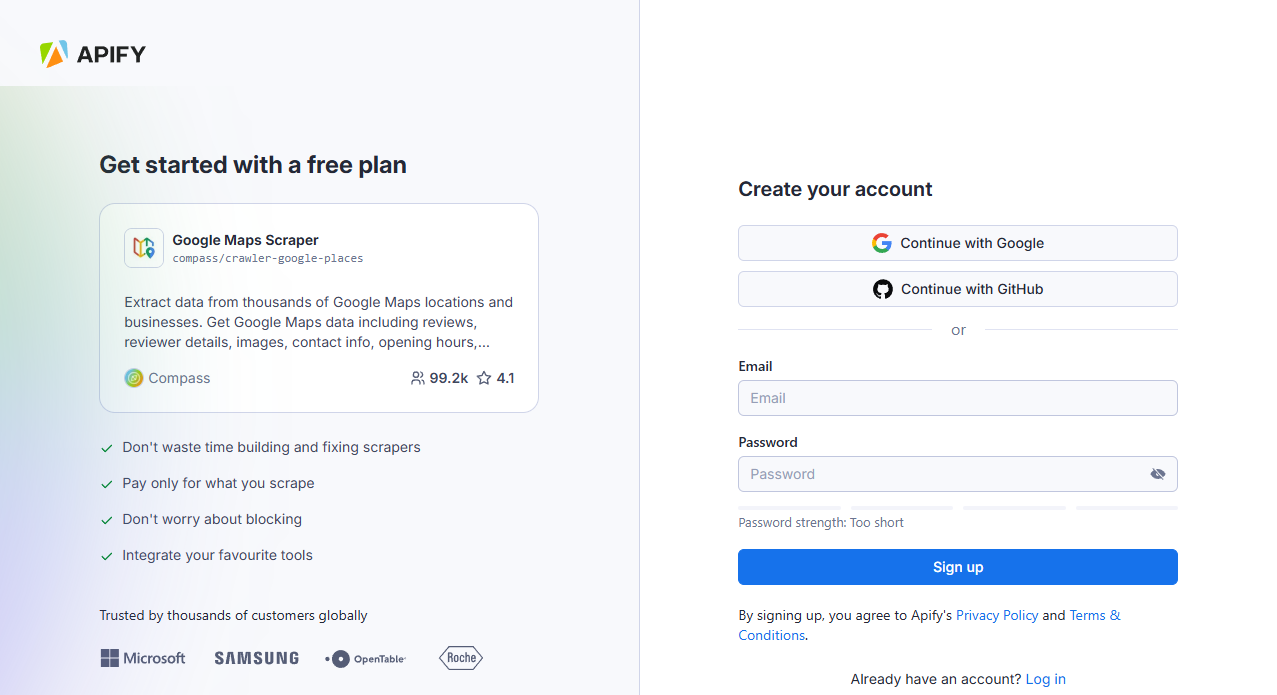 APIFY
Get started with a free plan
Google Maps Scraper
compass/crawler-google-places
Extract data from thousands of Google Maps locations and
businesses. Get Google Maps data including reviews,
reviewer details, images, contact info, opening hours,...
Compass
99.2k
4.1
Don't waste time building and fixing scrapers
Pay only for what you scrape
Don't worry about blocking
Integrate your favourite tools
Trusted by thousands of customers globally
Microsoft
SAMSUNG
OpenTable
Roche
Create your account
Continue with Google
Continue with GitHub
or
Email
Email
Password
Password
Password strength: Too short
Sign up
By signing up, you agree to Apify's Privacy Policy and Terms &
Conditions.
Already have an account? Log in